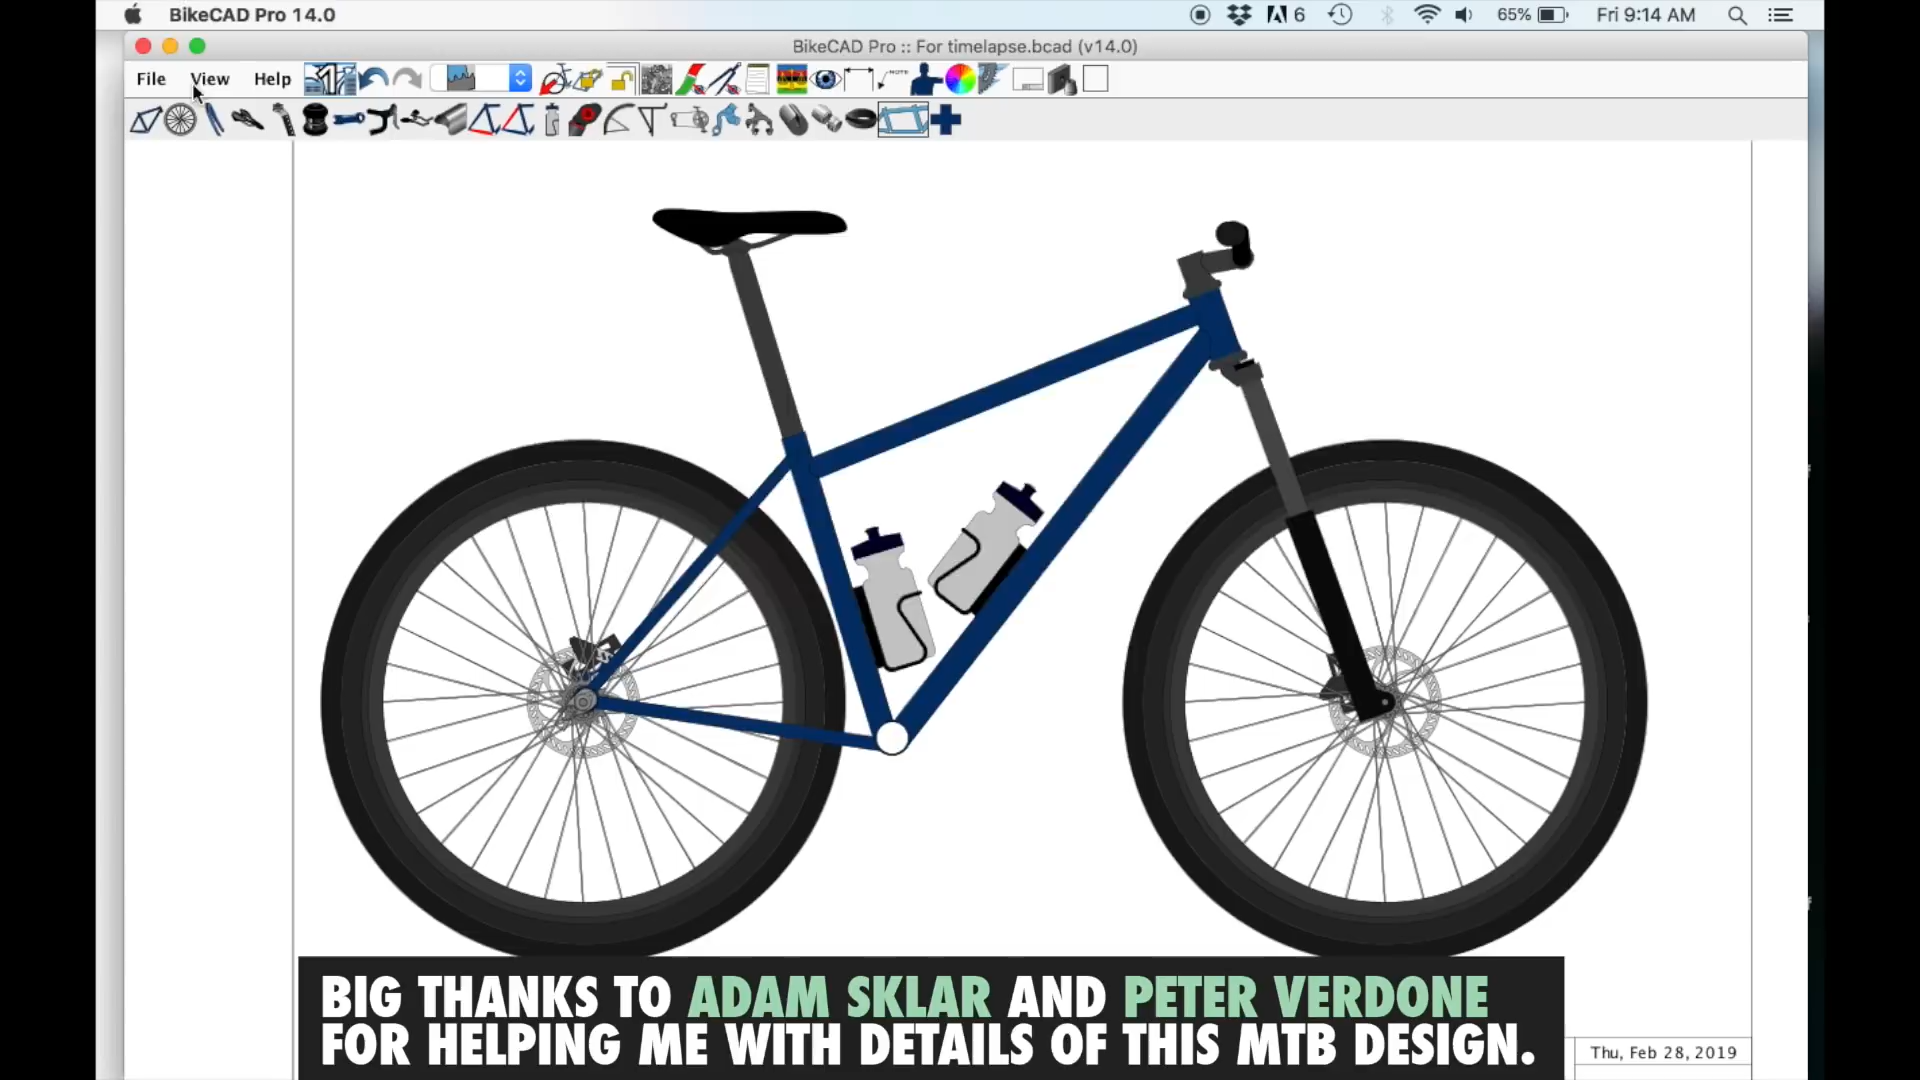 BikeCAD Pro 14.0
6
65%
Fri 9:14 AM
BikeCAD Pro :: For timelapse.bcad (v14.0)
File View Help
NOTE
BIG THANKS TO ADAM SKLAR AND PETER VERDONE
FOR HELPING ME WITH DETAILS OF THIS MTB DESIGN.
Thu, Feb 28, 2019